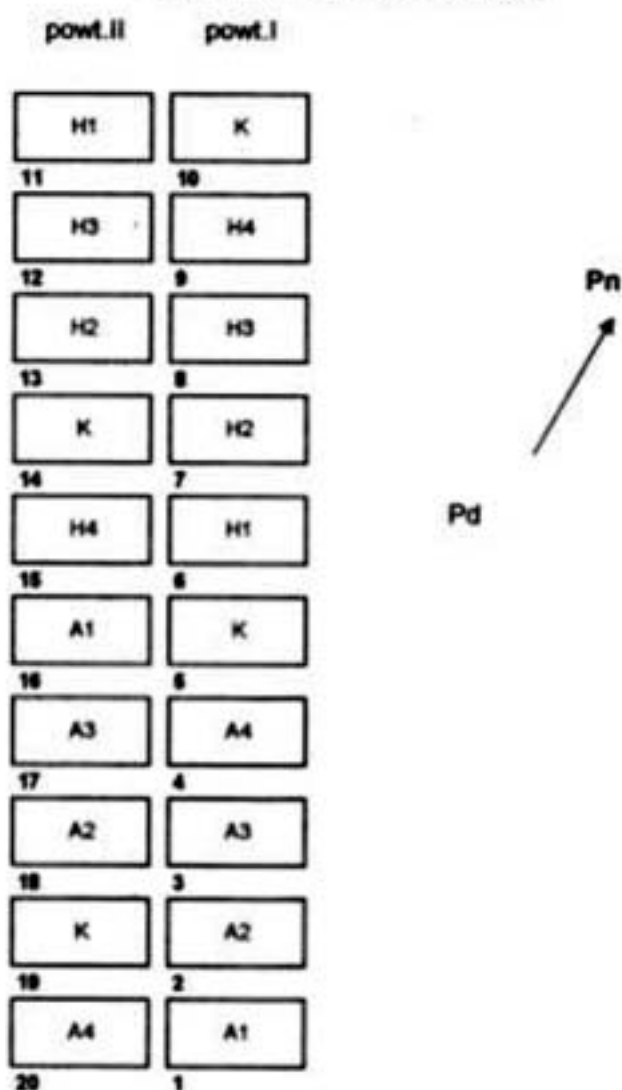 powt.II powt.I
H1 K
11 10
H3 H4
12 9
H2 H3
13 8
K H2
14 7
H4 H1
15 6
A1 K
16 5
A3 A4
17 4
A2 A3
18 3
K A2
19 2
A4 A1
20 1
Pn
Pd